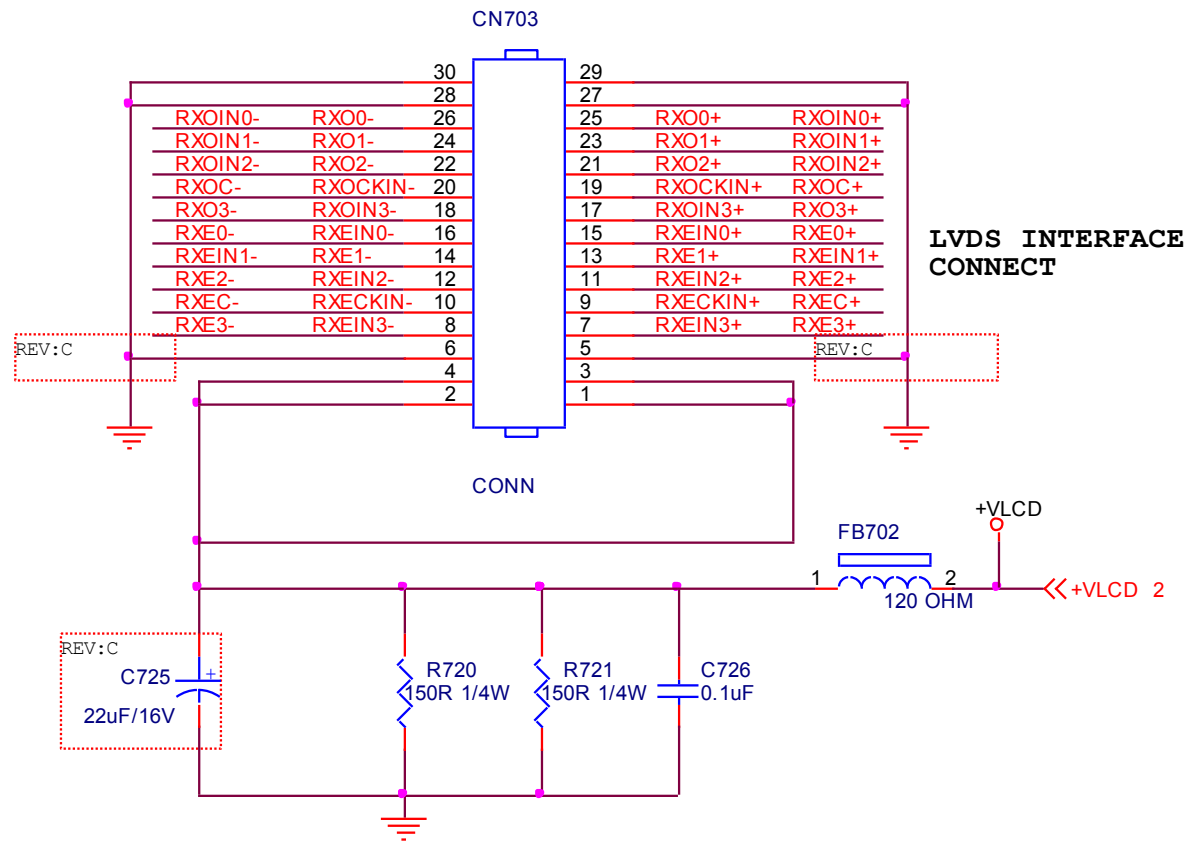 CN703
30 29
28 27
RXOIN0- RXO0- 26 25 RXO0+ RXOIN0+
RXOIN1- RXO1- 24 23 RXO1+ RXOIN1+
RXOIN2- RXO2- 22 21 RXO2+ RXOIN2+
RXOC- RXOCKIN- 20 19 RXOCKIN+ RXOC+
RXO3- RXOIN3- 18 17 RXOIN3+ RXO3+
RXE0- RXEIN0- 16 15 RXEIN0+ RXE0+
RXEIN1- RXE1- 14 13 RXE1+ RXEIN1+
RXE2- RXEIN2- 12 11 RXEIN2+ RXE2+
RXEC- RXECKIN- 10 9 RXECKIN+ RXEC+
RXE3- RXEIN3- 8 7 RXEIN3+ RXE3+
LVDS INTERFACE
CONNECT
REV:C 6 5 REV:C
4 3
2 1
CONN
+VLCD
FB702
1 2
120 OHM
+VLCD 2
REV:C
C725
22uF/16V
R720
150R 1/4W
R721
150R 1/4W
C726
0.1uF